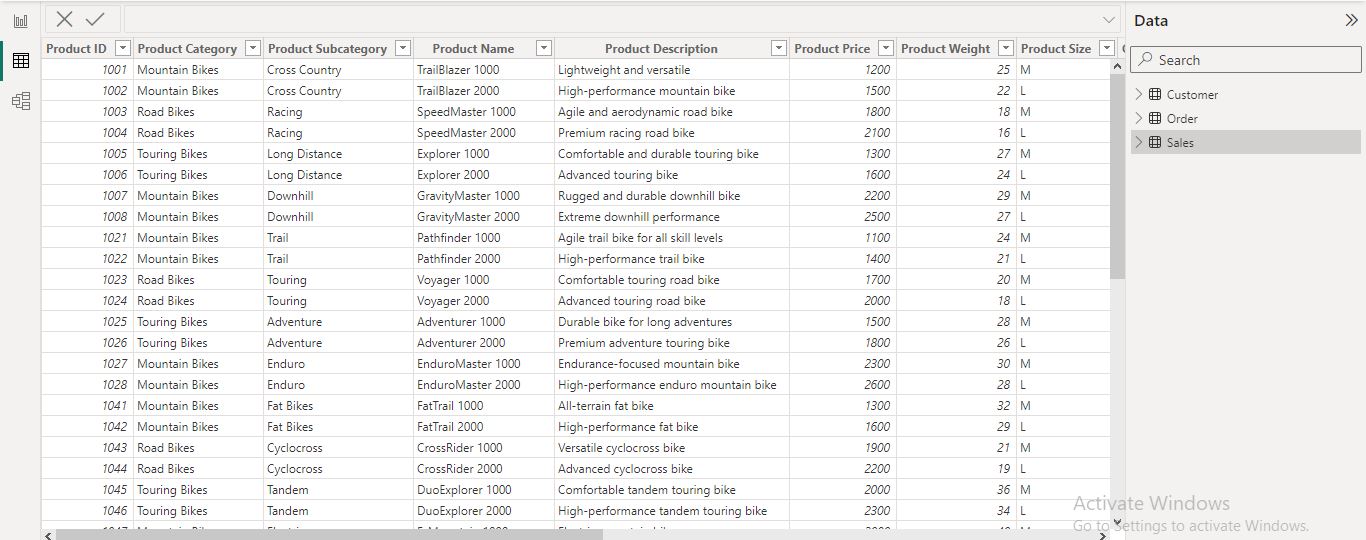 Data
Product ID Product Category Product Subcategory Product Name Product Description Product Price Product Weight Product Size
Search
1001 Mountain Bikes Cross Country TrailBlazer 1000 Lightweight and versatile 1200 25 M
1002 Mountain Bikes Cross Country TrailBlazer 2000 High-performance mountain bike 1500 22 L
Customer
1003 Road Bikes Racing SpeedMaster 1000 Agile and aerodynamic road bike 1800 18 M
Order
1004 Road Bikes Racing SpeedMaster 2000 Premium racing road bike 2100 16 L
Sales
1005 Touring Bikes Long Distance Explorer 1000 Comfortable and durable touring bike 1300 27 M
1006 Touring Bikes Long Distance Explorer 2000 Advanced touring bike 1600 24 L
1007 Mountain Bikes Downhill GravityMaster 1000 Rugged and durable downhill bike 2200 29 M
1008 Mountain Bikes Downhill GravityMaster 2000 Extreme downhill performance 2500 27 L
1021 Mountain Bikes Trail Pathfinder 1000 Agile trail bike for all skill levels 1100 24 M
1022 Mountain Bikes Trail Pathfinder 2000 High-performance trail bike 1400 21 L
1023 Road Bikes Touring Voyager 1000 Comfortable touring road bike 1700 20 M
1024 Road Bikes Touring Voyager 2000 Advanced touring road bike 2000 18 L
1025 Touring Bikes Adventure Adventurer 1000 Durable bike for long adventures 1500 28 M
1026 Touring Bikes Adventure Adventurer 2000 Premium adventure touring bike 1800 26 L
1027 Mountain Bikes Enduro EnduroMaster 1000 Endurance-focused mountain bike 2300 30 M
1028 Mountain Bikes Enduro EnduroMaster 2000 High-performance enduro mountain bike 2600 28 L
1041 Mountain Bikes Fat Bikes FatTrail 1000 All-terrain fat bike 1300 32 M
1042 Mountain Bikes Fat Bikes FatTrail 2000 High-performance fat bike 1600 29 L
1043 Road Bikes Cyclocross CrossRider 1000 Versatile cyclocross bike 1900 21 M
1044 Road Bikes Cyclocross CrossRider 2000 Advanced cyclocross bike 2200 19 L
1045 Touring Bikes Tandem DuoExplorer 1000 Comfortable tandem touring bike 2000 36 M
1046 Touring Bikes Tandem DuoExplorer 2000 High-performance tandem touring bike 2300 34 L
Activate Windows
Go to Settings to activate Windows.